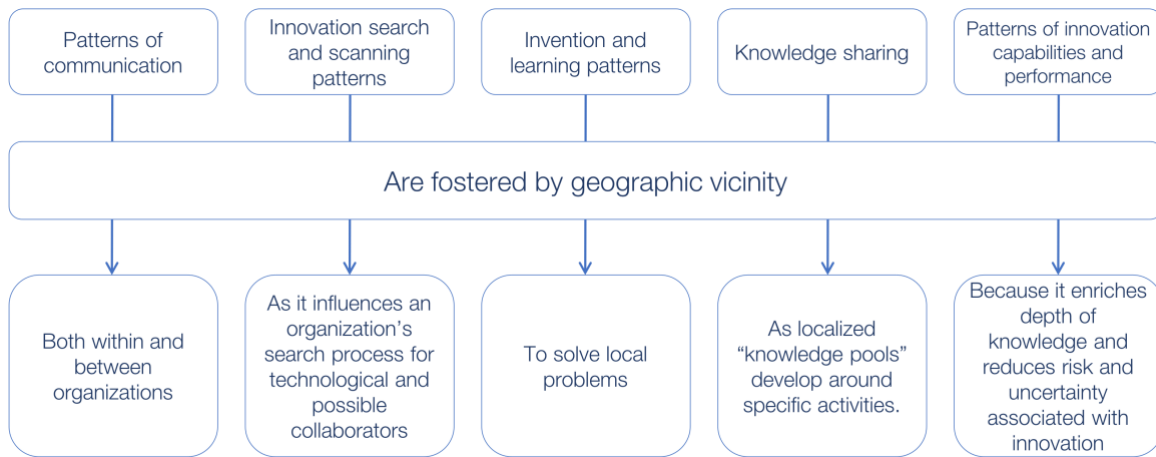 Patterns of
communication
Innovation search
and scanning
patterns
Invention and
learning patterns
Knowledge sharing
Patterns of innovation
capabilities and
performance
Are fostered by geographic vicinity
Both within and
between
organizations
As it influences an
organization's
search process for
technological and
possible
collaborators
To solve local
problems
As localized
“knowledge pools”
develop around
specific activities.
Because it enriches
depth of
knowledge and
reduces risk and
uncertainty
associated with
innovation